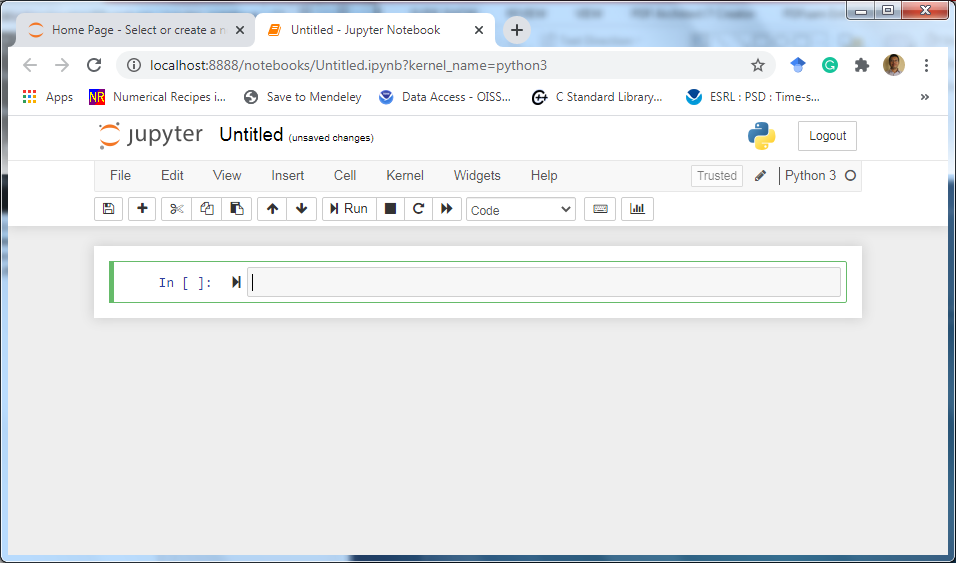 Home Page - Select or create a n
Untitled - Jupyter Notebook
localhost:8888/notebooks/Untitled.ipynb?kernel_name=python3
Apps
NR Numerical Recipes i...
Save to Mendeley
Data Access - OISS...
C Standard Library...
ESRL : PSD : Time-s...
»
jupyter Untitled (unsaved changes)
Logout
File Edit View Insert Cell Kernel Widgets Help
Trusted
Python 3
Run
Code
In [ ]: